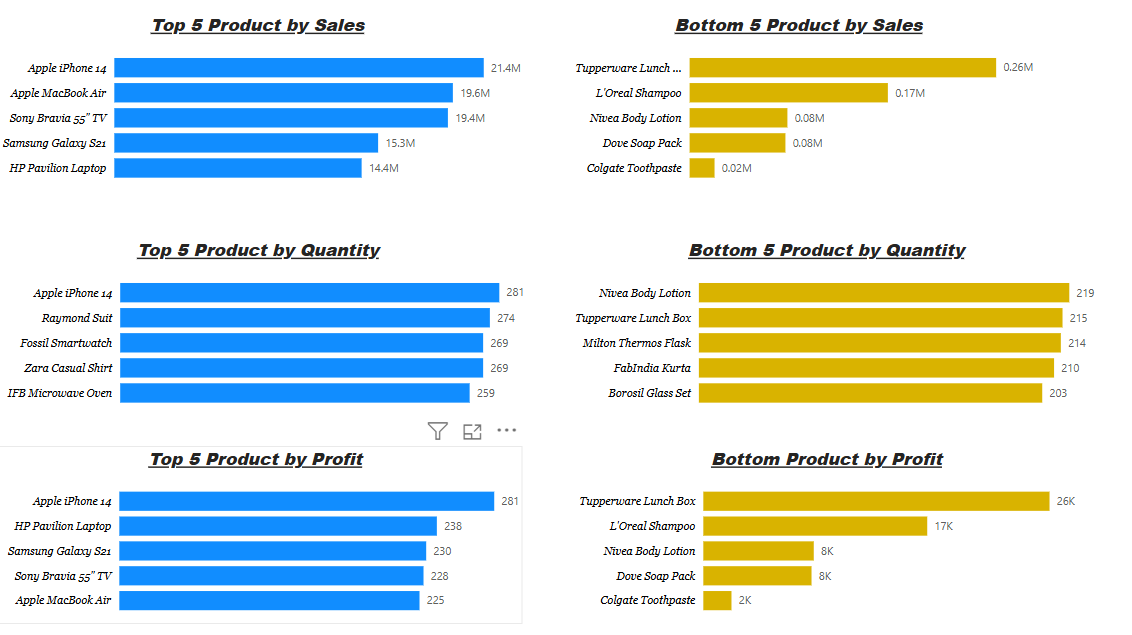 Top 5 Product by Sales
Apple iPhone 14 21.4M
Apple MacBook Air 19.6M
Sony Bravia 55" TV 19.4M
Samsung Galaxy S21 15.3M
HP Pavilion Laptop 14.4M
Bottom 5 Product by Sales
Tupperware Lunch ... 0.26M
L'Oreal Shampoo 0.17M
Nivea Body Lotion 0.08M
Dove Soap Pack 0.08M
Colgate Toothpaste 0.02M
Top 5 Product by Quantity
Apple iPhone 14 281
Raymond Suit 274
Fossil Smartwatch 269
Zara Casual Shirt 269
IFB Microwave Oven 259
Bottom 5 Product by Quantity
Nivea Body Lotion 219
Tupperware Lunch Box 215
Milton Thermos Flask 214
FabIndia Kurta 210
Borosil Glass Set 203
Top 5 Product by Profit
Apple iPhone 14 281
HP Pavilion Laptop 238
Samsung Galaxy S21 230
Sony Bravia 55" TV 228
Apple MacBook Air 225
Bottom Product by Profit
Tupperware Lunch Box 26K
L'Oreal Shampoo 17K
Nivea Body Lotion 8K
Dove Soap Pack 8K
Colgate Toothpaste 2K